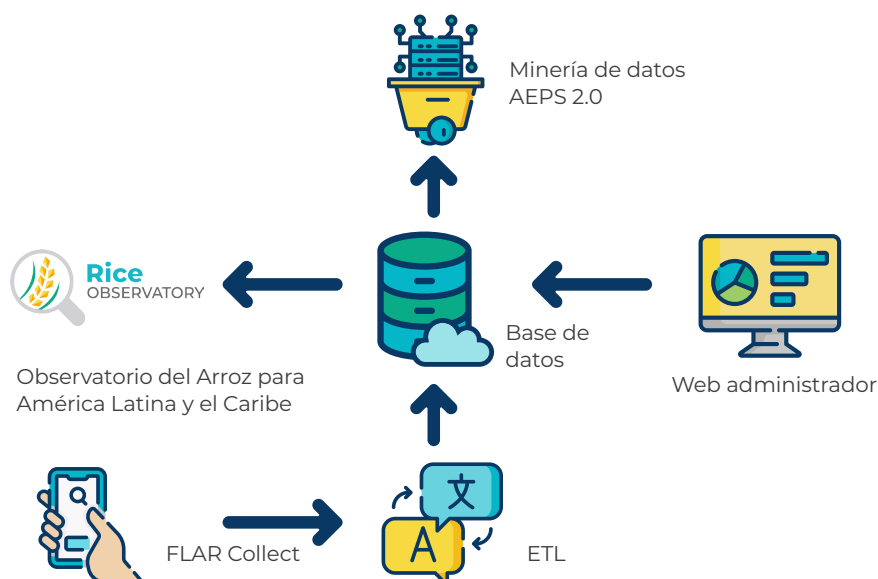 Minería de datos
AEPS 2.0
Rice
OBSERVATORY
Base de
datos
Observatorio del Arroz para
América Latina y el Caribe
Web administrador
文
A
FLAR Collect
ETL